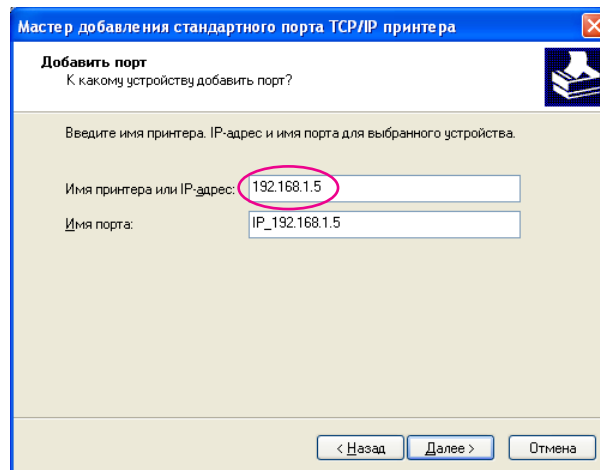 Мастер добавления стандартного порта TCP/IP принтера
Добавить порт
К какому устройству добавить порт?
Введите имя принтера. IP-адрес и имя порта для выбранного устройства.
Имя принтера или IP-адрес: 192.168.1.5
Имя порта: IP_192.168.1.5
< Назад Далее > Отмена